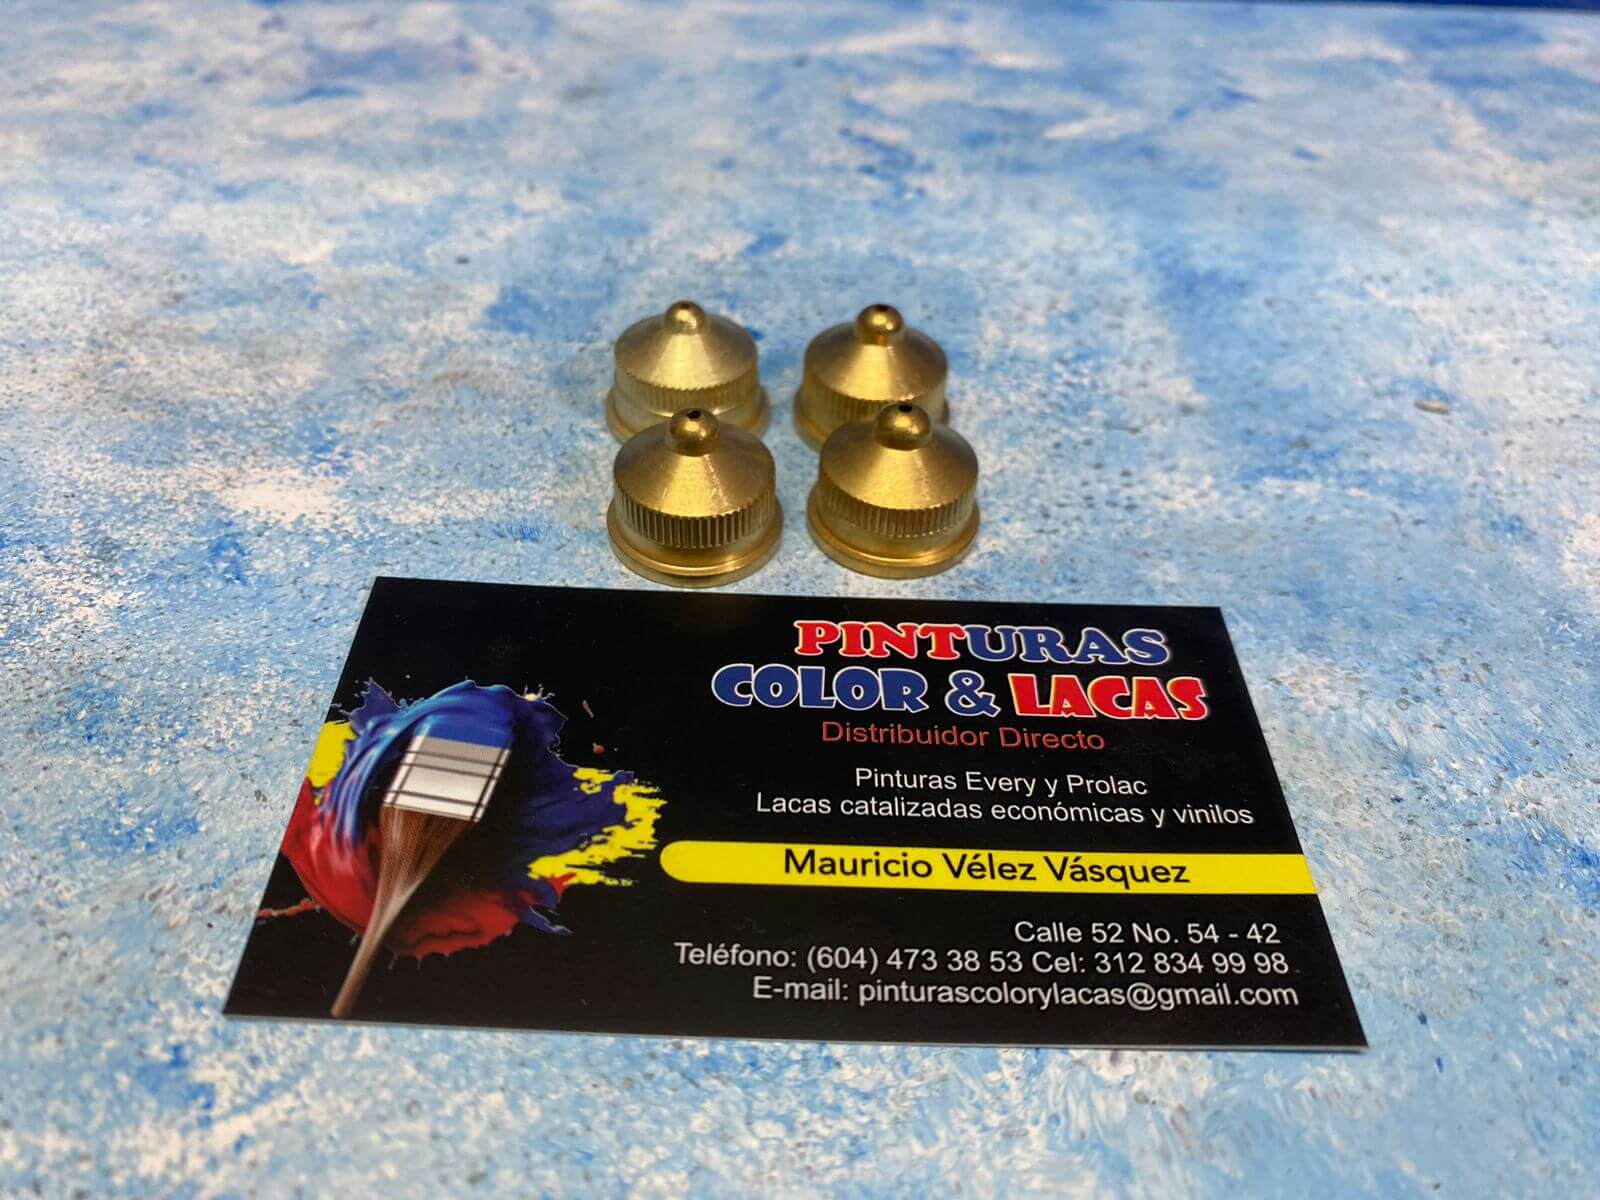 PINTURAS
COLOR & LACAS
Distribuidor Directo
Pinturas Every y Prolac
Lacas catalizadas económicas y vinilos
Mauricio Vélez Vásquez
Calle 52 No. 54 - 42
Teléfono: (604) 473 38 53 Cel: 312 834 99 98
E-mail: pinturascolorylacas@gmail.com